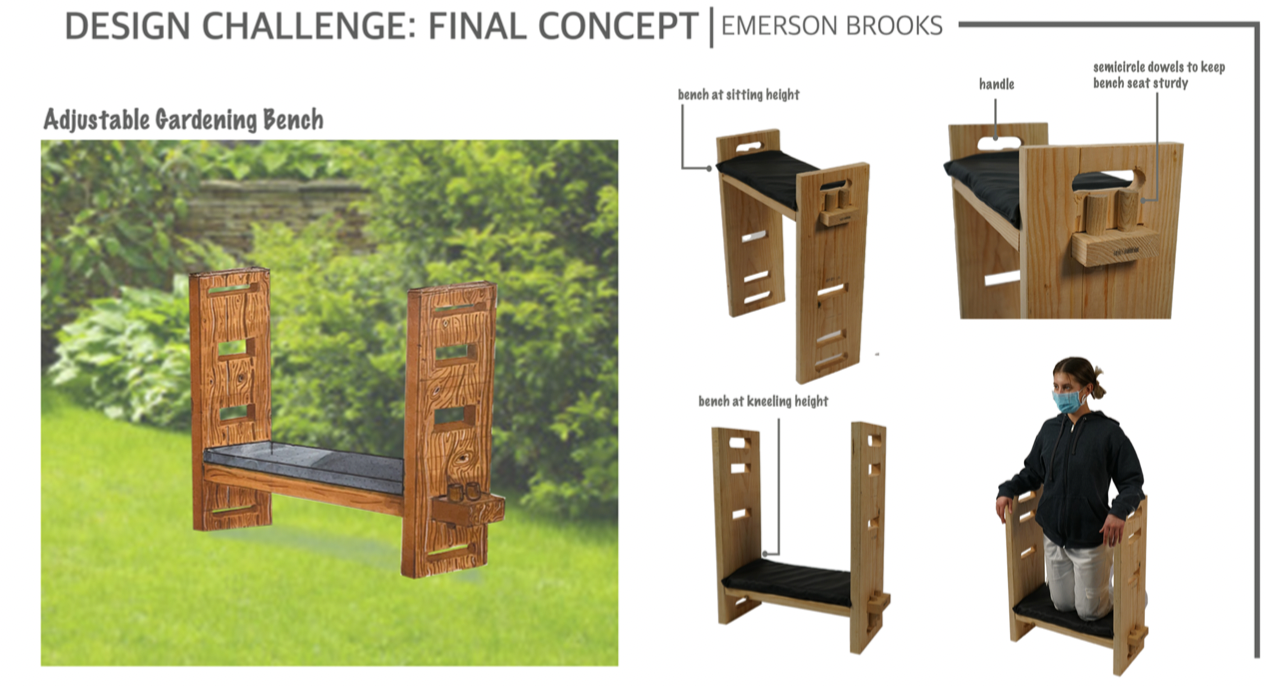 DESIGN CHALLENGE: FINAL CONCEPT | EMERSON BROOKS
Adjustable Gardening Bench
bench at sitting height
handle
semicircle dowels to keep
bench seat sturdy
bench at kneeling height